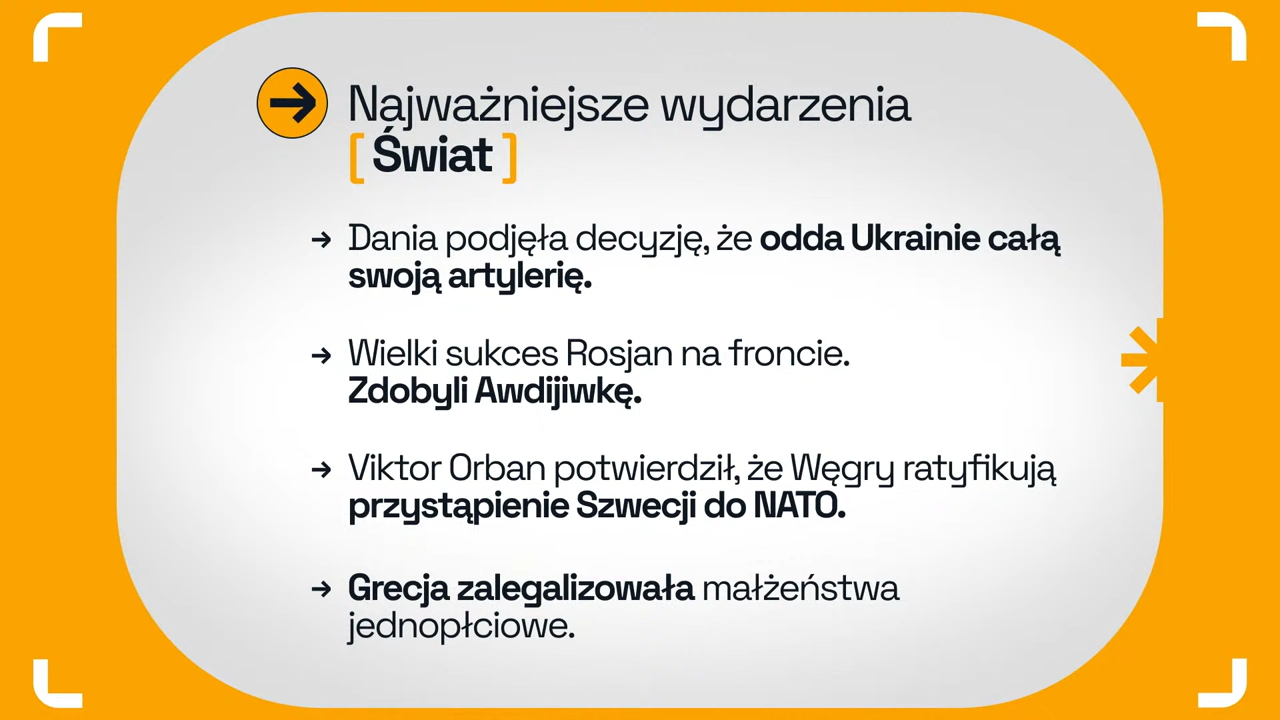 Najważniejsze wydarzenia
[ Świat ]
→ Dania podjęła decyzję, że odda Ukrainie całą
swoją artylerię.
→ Wielki sukces Rosjan na froncie.
Zdobyli Awdijiwkę.
→ Viktor Orban potwierdził, że Węgry ratyfikują
przystąpienie Szwecji do NATO.
→ Grecja zalegalizowała małżeństwa
jednopłciowe.